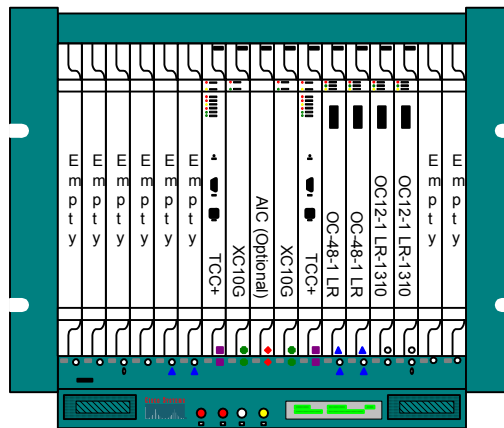 Empty
Empty
Empty
Empty
Empty
Empty
TCC+
XC10G
AIC (Optional)
XC10G
TCC+
OC-48-1 LR
OC-48-1 LR
OC12-1 LR-1310
OC12-1 LR-1310
Empty
Empty